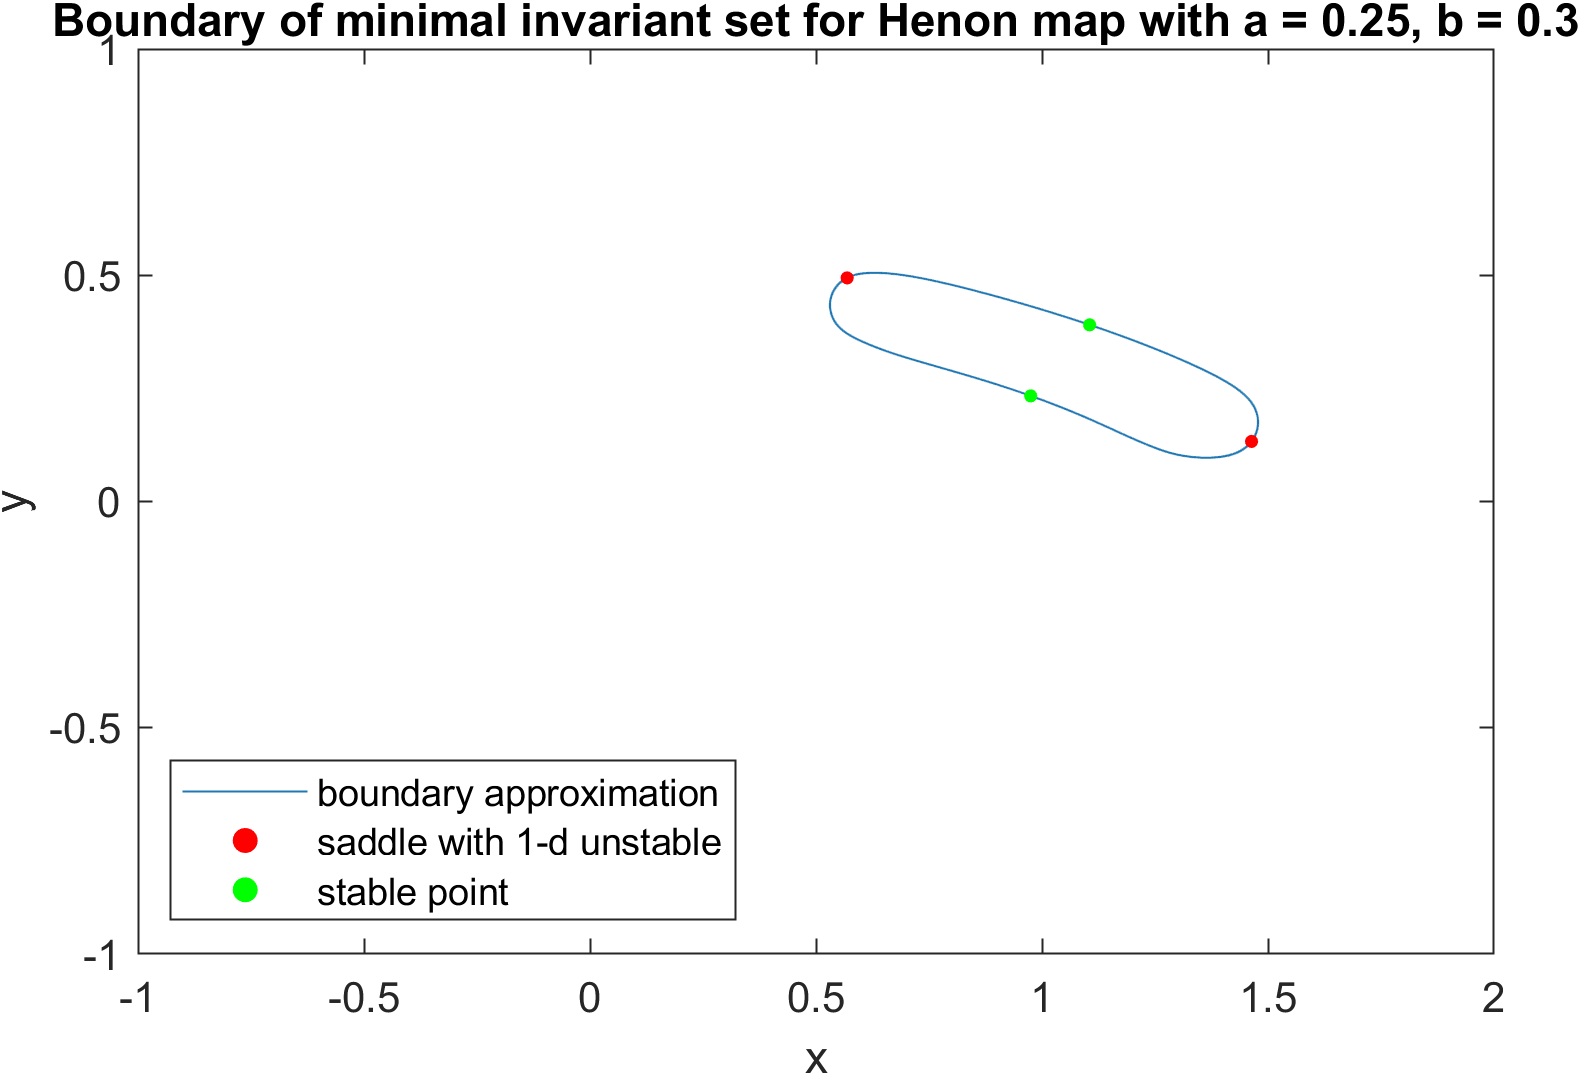 Boundary of minimal invariant set for Henon map with a = 0.25, b = 0.3
1
0.5
0
-0.5
-1
y
boundary approximation
saddle with 1-d unstable
stable point
-1 -0.5 0 0.5 1 1.5 2
x